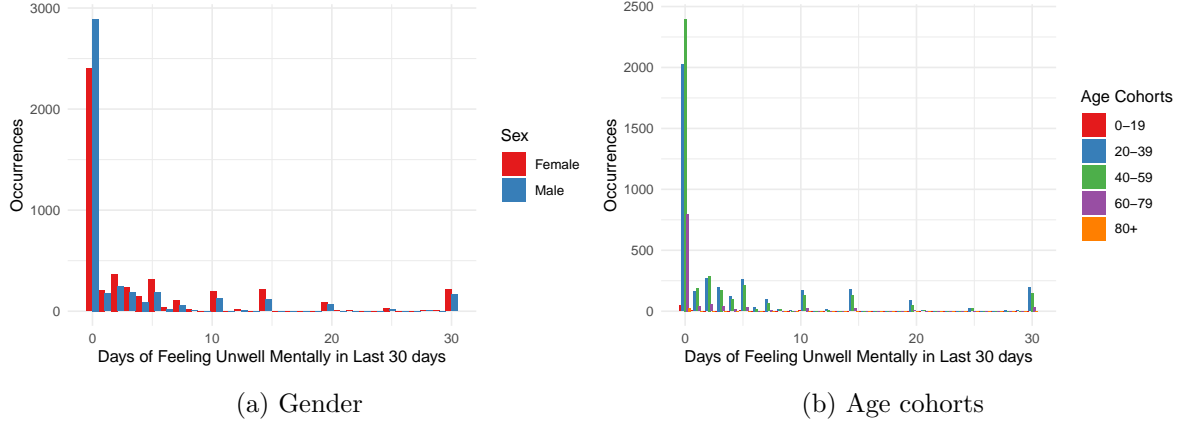 3000
2000
1000
0
Occurrences
0
10
20
30
Days of Feeling Unwell Mentally in Last 30 days
Sex
Female
Male
(a) Gender
2500
2000
1500
1000
500
0
Occurrences
0
10
20
30
Days of Feeling Unwell Mentally in Last 30 days
Age Cohorts
0−19
20−39
40−59
60−79
80+
(b) Age cohorts